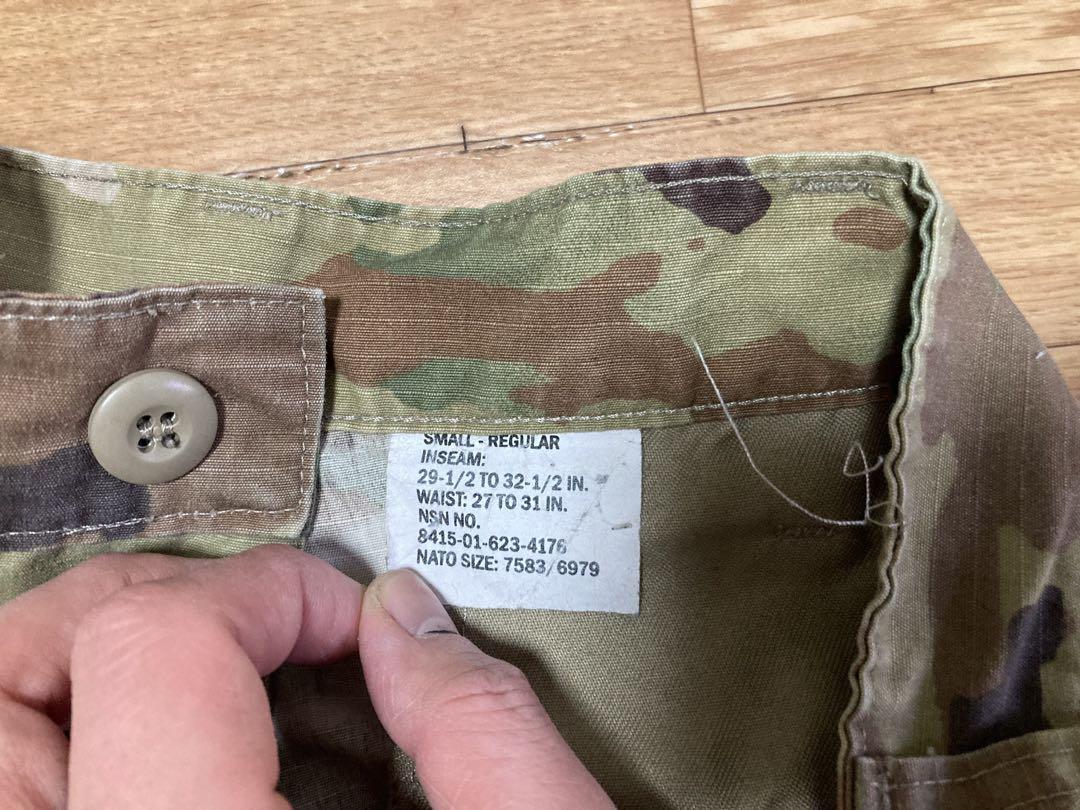 SMALL - REGULAR
INSEAM:
29-1/2 TO 32-1/2 IN.
WAIST: 27 TO 31 IN.
NSN NO.
8415-01-623-4176
NATO SIZE: 7583/6979